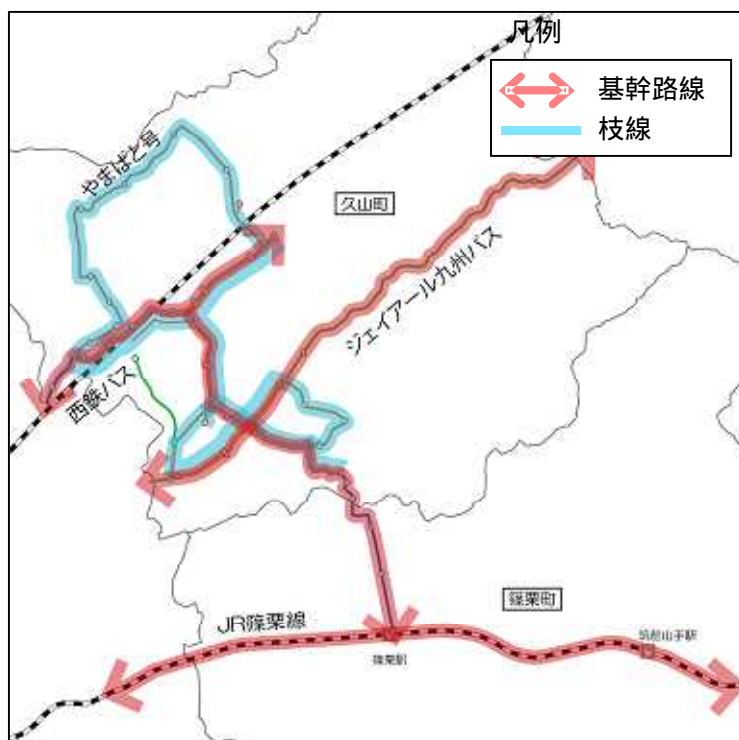 凡例
基幹路線
枝線
やまばと号
久山町
ジェイアール九州バス
西鉄バス
篠栗町
JR篠栗線
筑前山手駅
篠栗駅